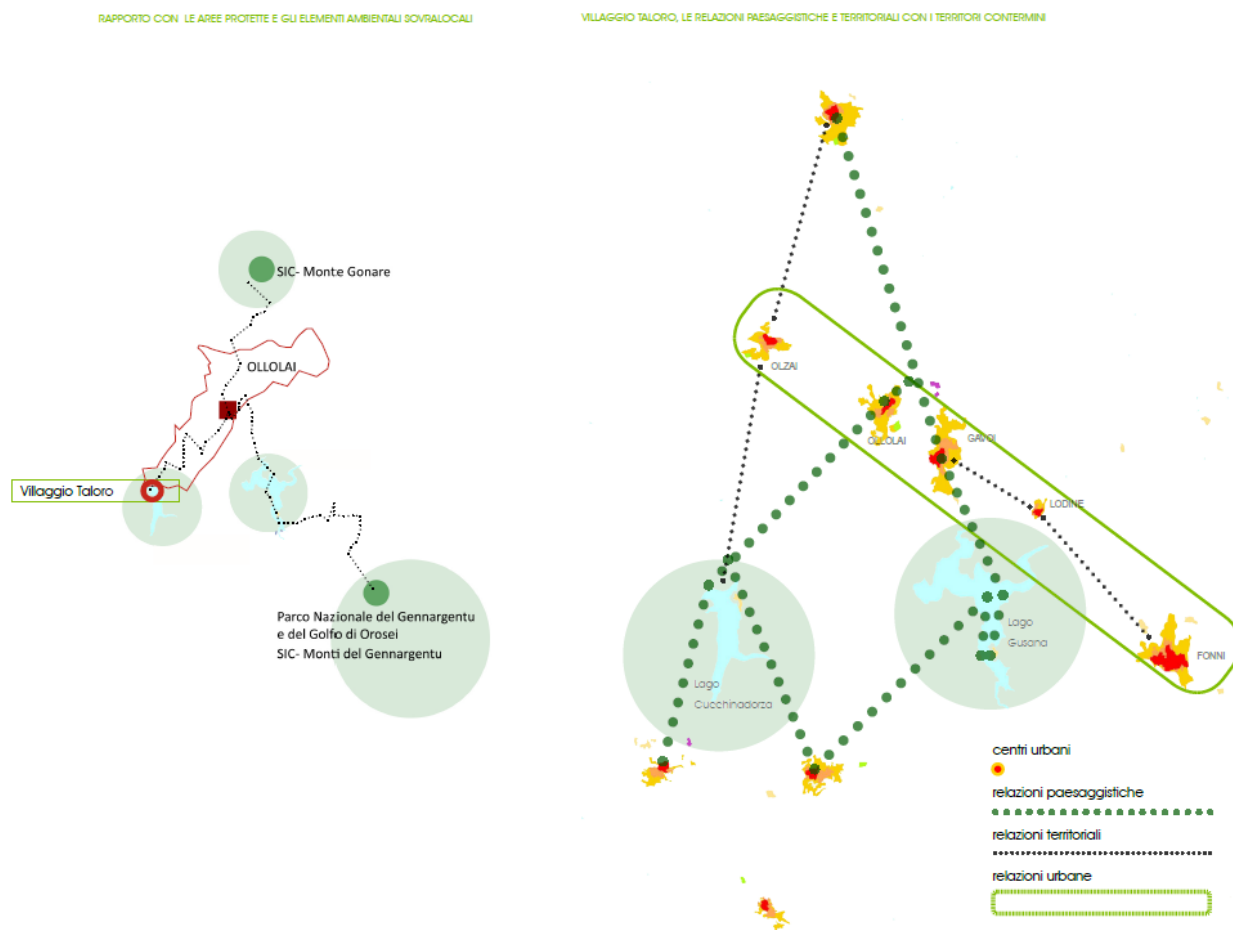 RAPPORTO CON LE AREE PROTETTE E GLI ELEMENTI AMBIENTALI SOVRALOCALI
VILLAGGIO TALORO, LE RELAZIONI PAESAGGISTICHE E TERRITORIALI CON I TERRITORI CONTERMINI
SIC- Monte Gonare
OLLOLAI
Villaggio Taloro
Parco Nazionale del Gennargentu
e del Golfo di Orosei
SIC- Monti del Gennargentu
OLZAI
OLLOLAI
GAVOI
LODINE
FONNI
Lago
Gusana
Lago
Cucchinadorza
centri urbani
relazioni paesaggistiche
relazioni territoriali
relazioni urbane